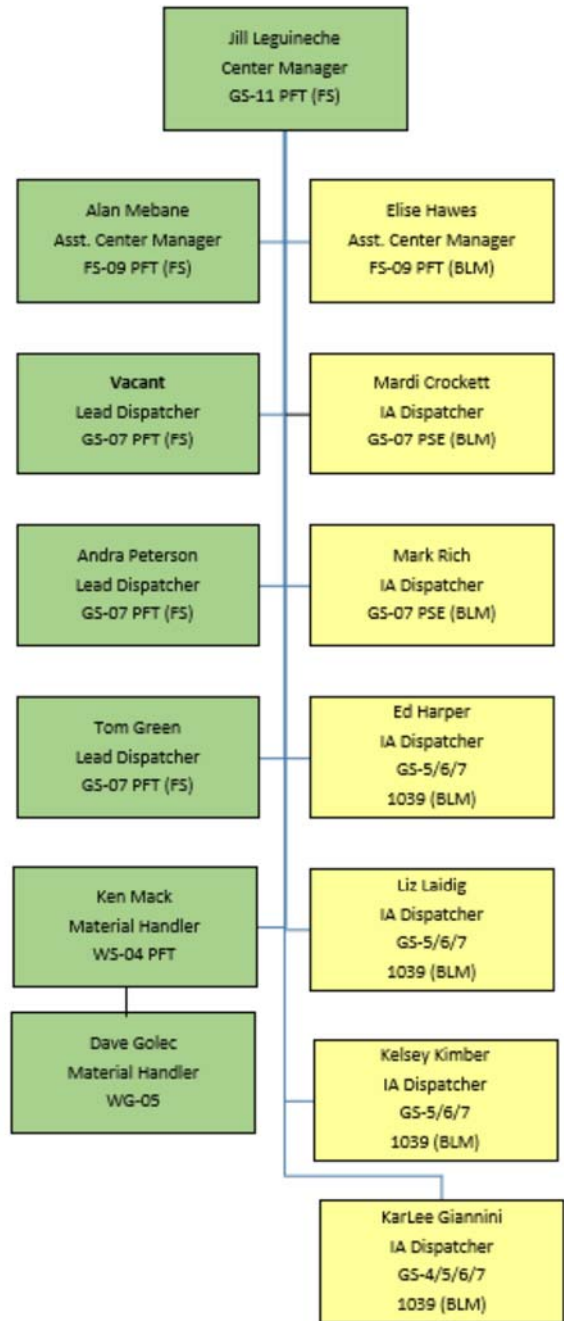 Jill Leguineche
Center Manager
GS-11 PFT (FS)
Alan Mebane
Asst. Center Manager
FS-09 PFT (FS)
Elise Hawes
Asst. Center Manager
FS-09 PFT (BLM)
Vacant
Lead Dispatcher
GS-07 PFT (FS)
Mardi Crockett
IA Dispatcher
GS-07 PSE (BLM)
Andra Peterson
Lead Dispatcher
GS-07 PFT (FS)
Mark Rich
IA Dispatcher
GS-07 PSE (BLM)
Tom Green
Lead Dispatcher
GS-07 PFT (FS)
Ed Harper
IA Dispatcher
GS-5/6/7
1039 (BLM)
Ken Mack
Material Handler
WS-04 PFT
Liz Laidig
IA Dispatcher
GS-5/6/7
1039 (BLM)
Dave Golec
Material Handler
WG-05
Kelsey Kimber
IA Dispatcher
GS-5/6/7
1039 (BLM)
KarLee Giannini
IA Dispatcher
GS-4/5/6/7
1039 (BLM)